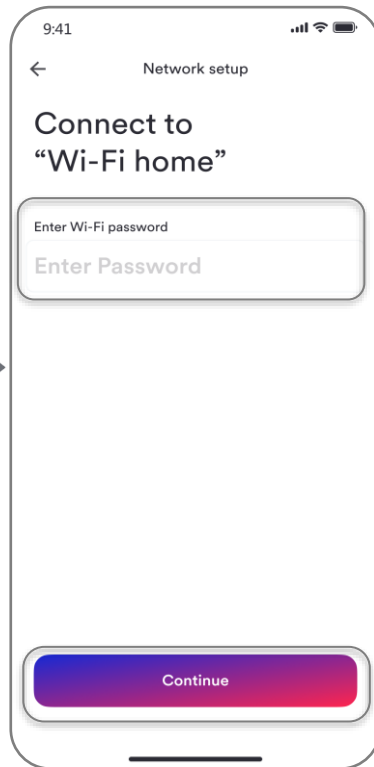 9:41
Network setup
Connect to
“Wi-Fi home”
Enter Wi-Fi password
Enter Password
Continue